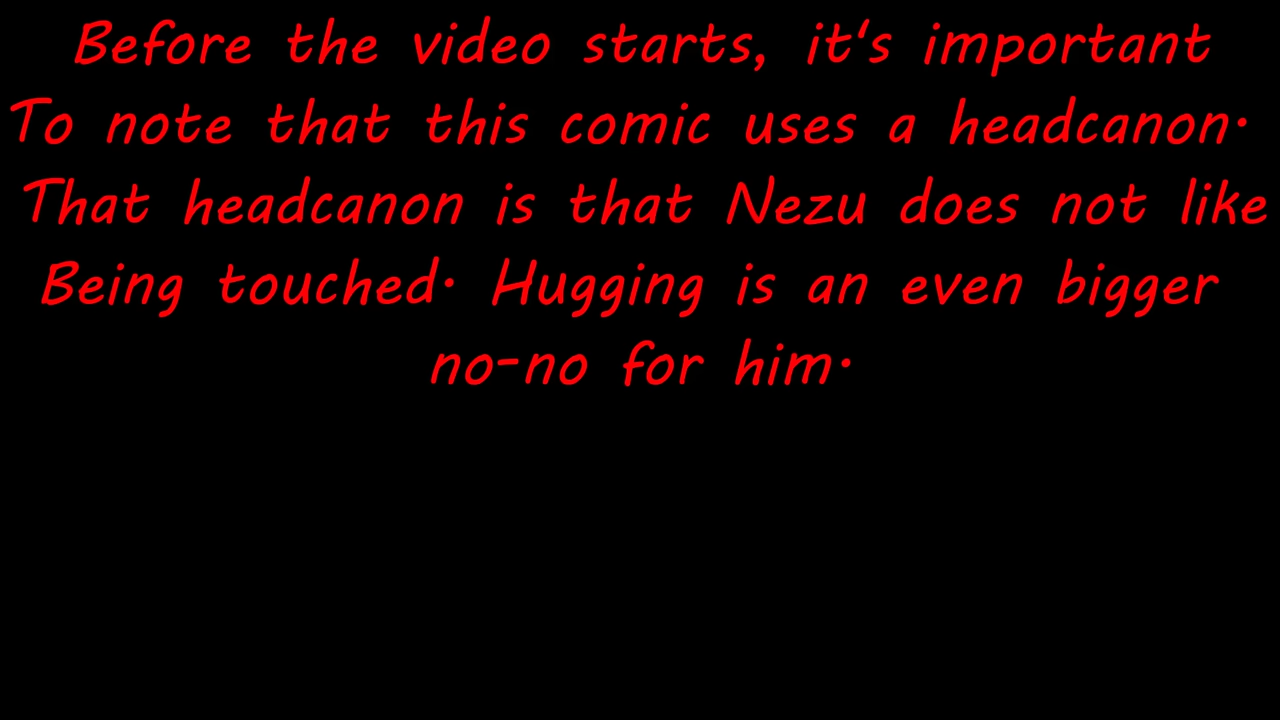 Before the video starts, it's important
To note that this comic uses a headcanon.
That headcanon is that Nezu does not like
Being touched. Hugging is an even bigger
no-no for him.